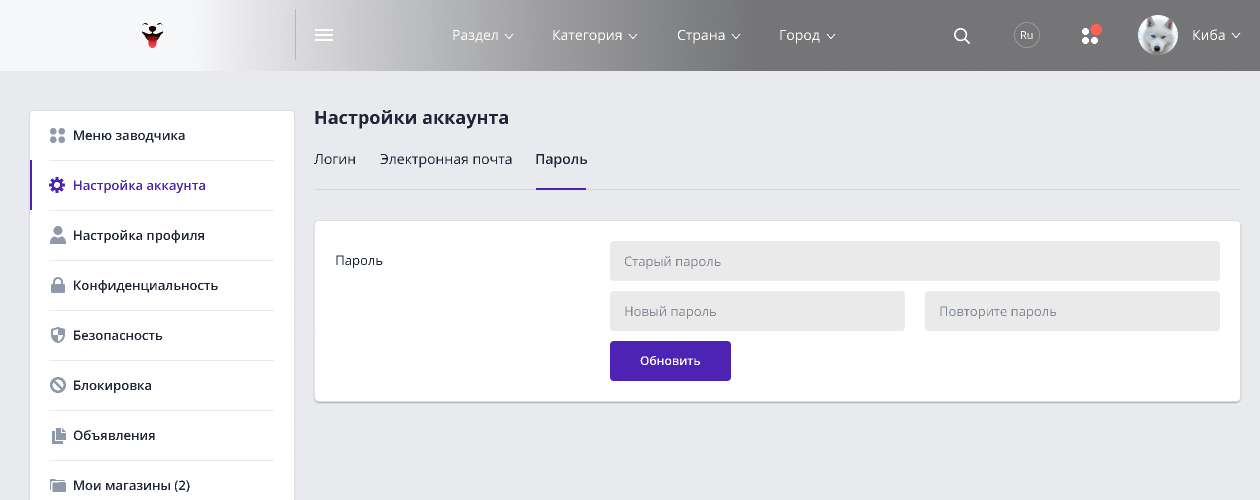 Раздел Категория Страна Город Ru Киба
Меню заводчика
Настройка аккаунта
Настройка профиля
Конфиденциальность
Безопасность
Блокировка
Объявления
Мои магазины (2)
Настройки аккаунта
Логин Электронная почта Пароль
Пароль
Старый пароль
Новый пароль Повторите пароль
Обновить